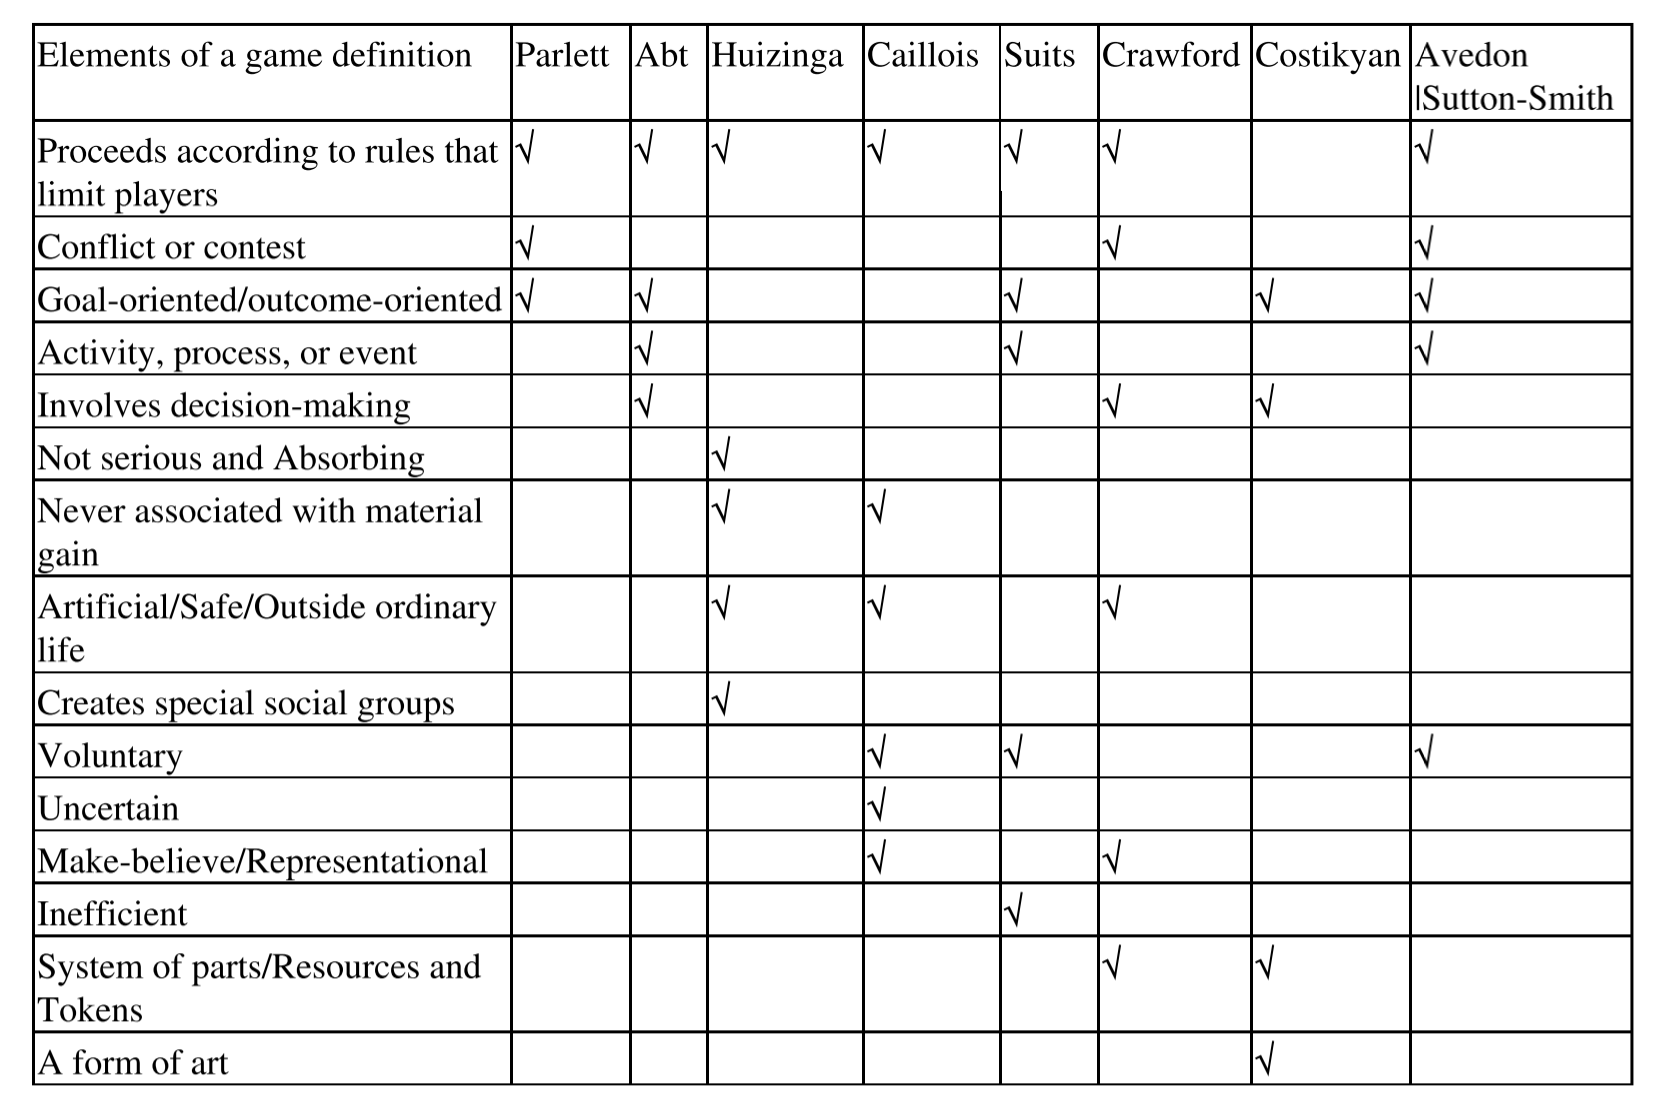 Elements of a game definition Parlett Abt Huizinga Caillois Suits Crawford Costikyan Avedon
|Sutton-Smith
Proceeds according to rules that √ √ √ √ √ √ √
limit players
Conflict or contest √ √ √
Goal-oriented/outcome-oriented √ √ √ √ √
Activity, process, or event √ √ √
Involves decision-making √ √ √
Not serious and Absorbing √
Never associated with material √ √
gain
Artificial/Safe/Outside ordinary √ √ √
life
Creates special social groups √
Voluntary √ √ √
Uncertain √
Make-believe/Representational √ √
Inefficient √
System of parts/Resources and √ √
Tokens
A form of art √